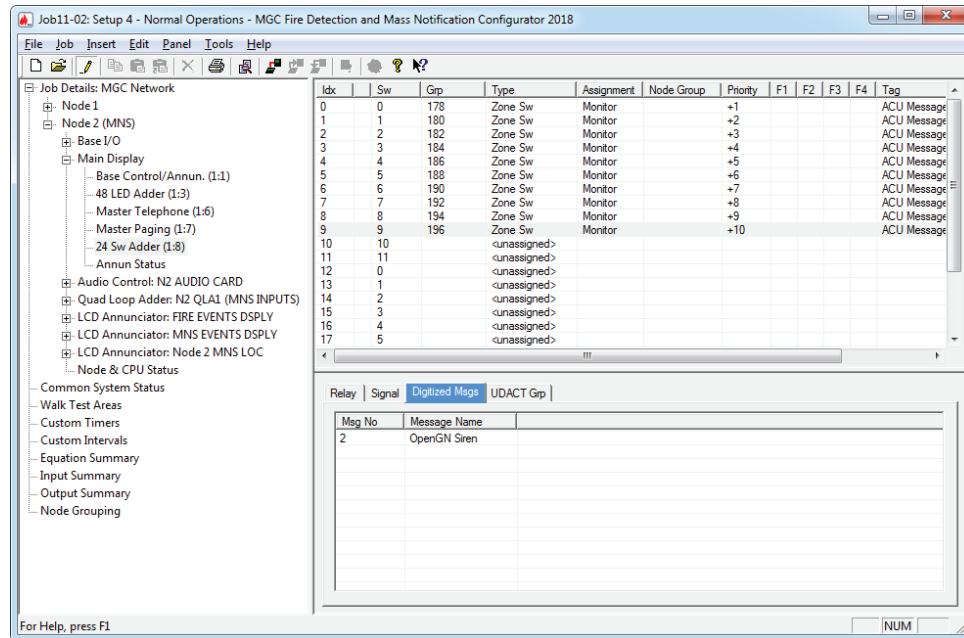 Job11-02: Setup 4 - Normal Operations - MGC Fire Detection and Mass Notification Configurator 2018
File Job Insert Edit Panel Tools Help
Job Details: MGC Network
Node 1
Node 2 (MNS)
Base I/O
Main Display
Base Control/Annun. (1:1)
48 LED Adder (1:3)
Master Telephone (1:6)
Master Paging (1:7)
24 Sw Adder (1:8)
Annun Status
Audio Control: N2 AUDIO CARD
Quad Loop Adder: N2 QLA1 (MNS INPUTS)
LCD Annunciator: FIRE EVENTS DSPLY
LCD Annunciator: MNS EVENTS DSPLY
LCD Annunciator: Node 2 MNS LOC
Node & CPU Status
Common System Status
Walk Test Areas
Custom Timers
Custom Intervals
Equation Summary
Input Summary
Output Summary
Node Grouping
Idx Sw Grp Type Assignment Node Group Priority F1 F2 F3 F4 Tag
0 0 178 Zone Sw Monitor +1 ACU Message
1 1 180 Zone Sw Monitor +2 ACU Message
2 2 182 Zone Sw Monitor +3 ACU Message
3 3 184 Zone Sw Monitor +4 ACU Message
4 4 186 Zone Sw Monitor +5 ACU Message
5 5 188 Zone Sw Monitor +6 ACU Message
6 6 190 Zone Sw Monitor +7 ACU Message
7 7 192 Zone Sw Monitor +8 ACU Message
8 8 194 Zone Sw Monitor +9 ACU Message
9 9 196 Zone Sw Monitor +10 ACU Message
10 10 <unassigned>
11 11 <unassigned>
12 0 <unassigned>
13 1 <unassigned>
14 2 <unassigned>
15 3 <unassigned>
16 4 <unassigned>
17 5 <unassigned>
Relay Signal Digitized Msgs UDACT Grp
Msg No Message Name
2 OpenGN Siren
For Help, press F1
NUM